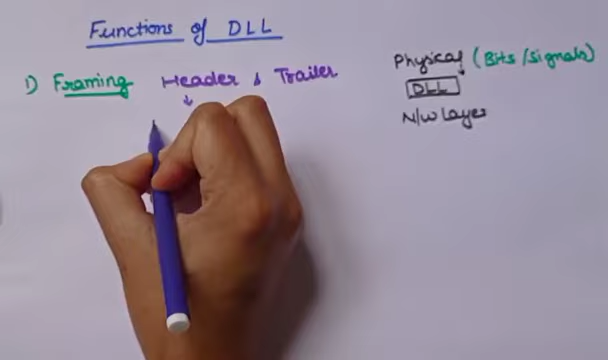 Functions of DLL
1) Framing Header & Trailer
Physical (Bits/Signals)
DLL
N/W Layer